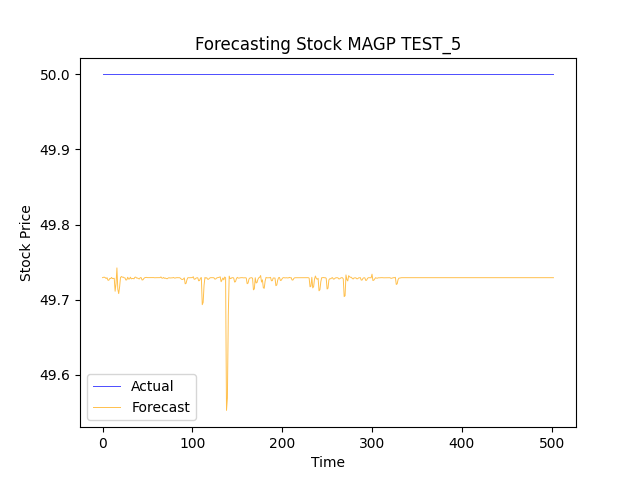 Forecasting Stock MAGP TEST_5
Stock Price
50.0
49.9
49.8
49.7
49.6
Actual
Forecast
0 100 200 300 400 500
Time